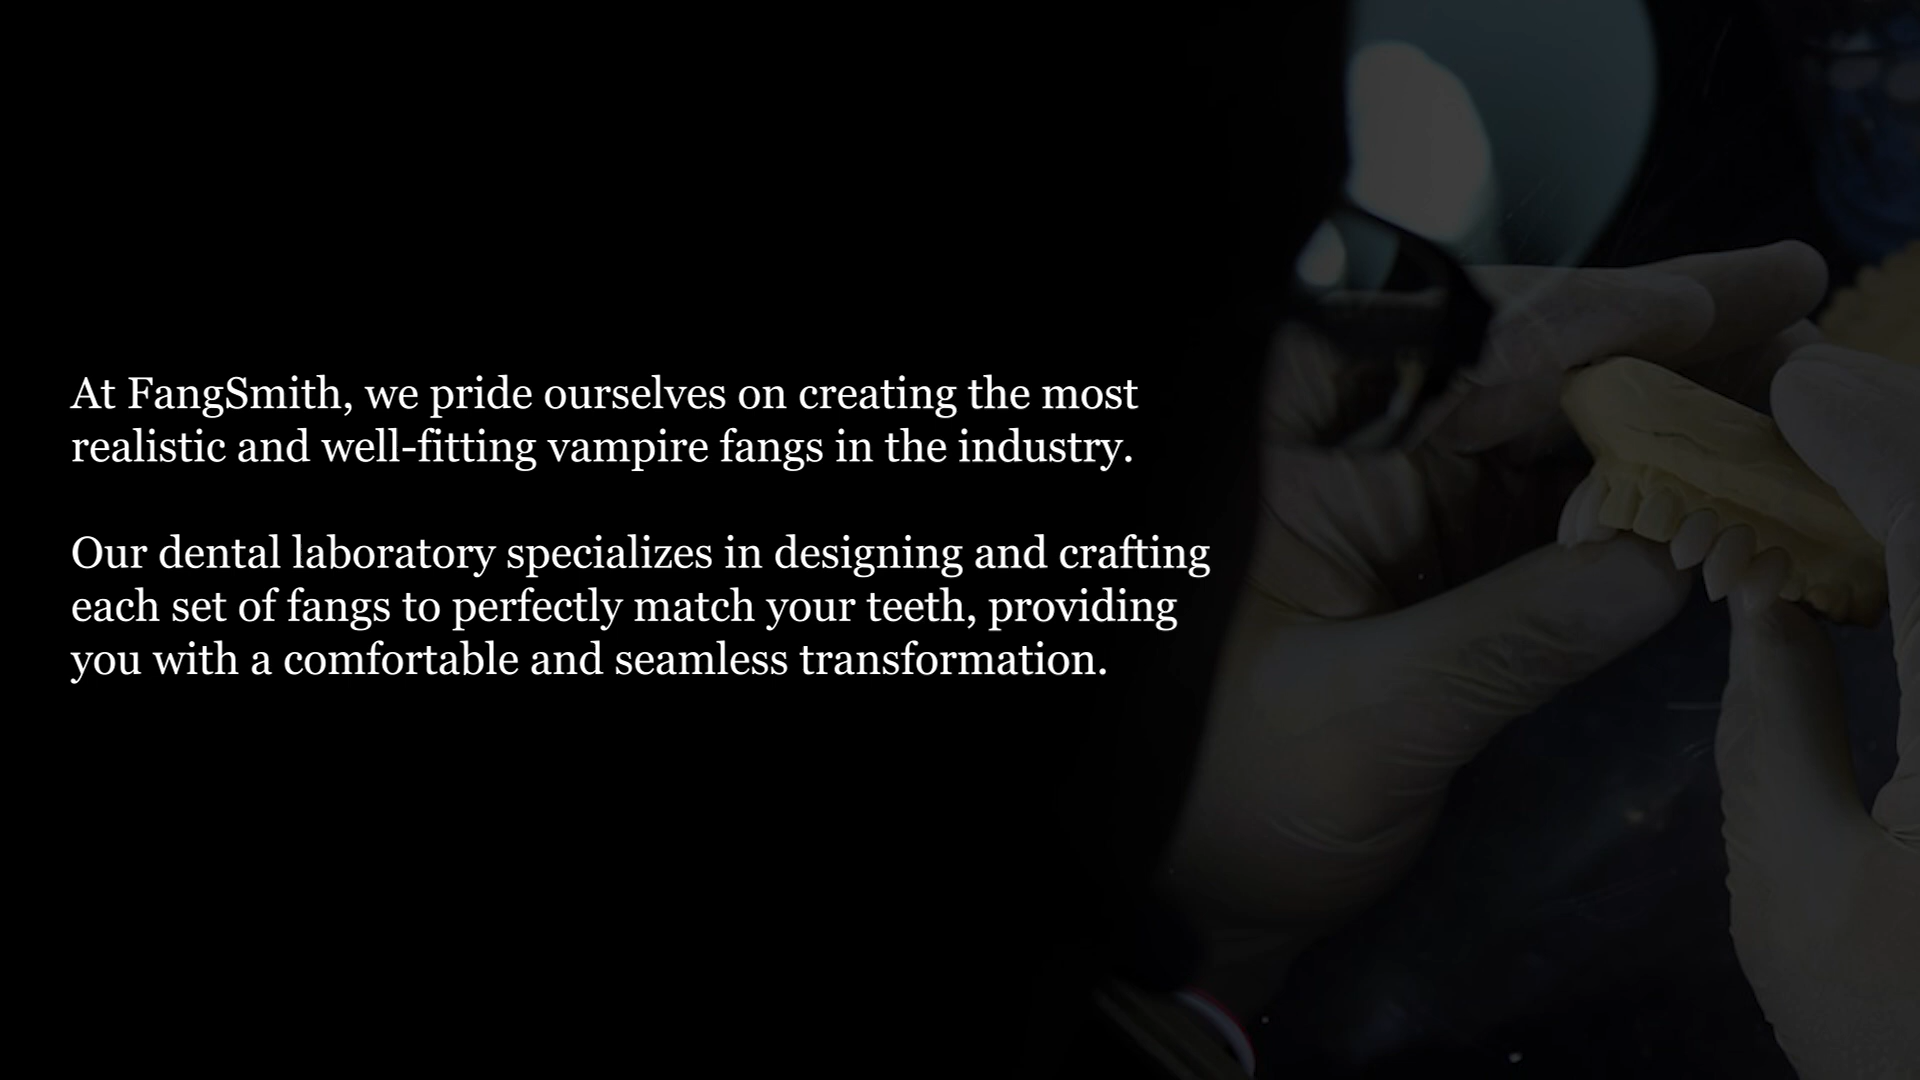 At FangSmith, we pride ourselves on creating the most
realistic and well-fitting vampire fangs in the industry.
Our dental laboratory specializes in designing and crafting
each set of fangs to perfectly match your teeth, providing
you with a comfortable and seamless transformation.